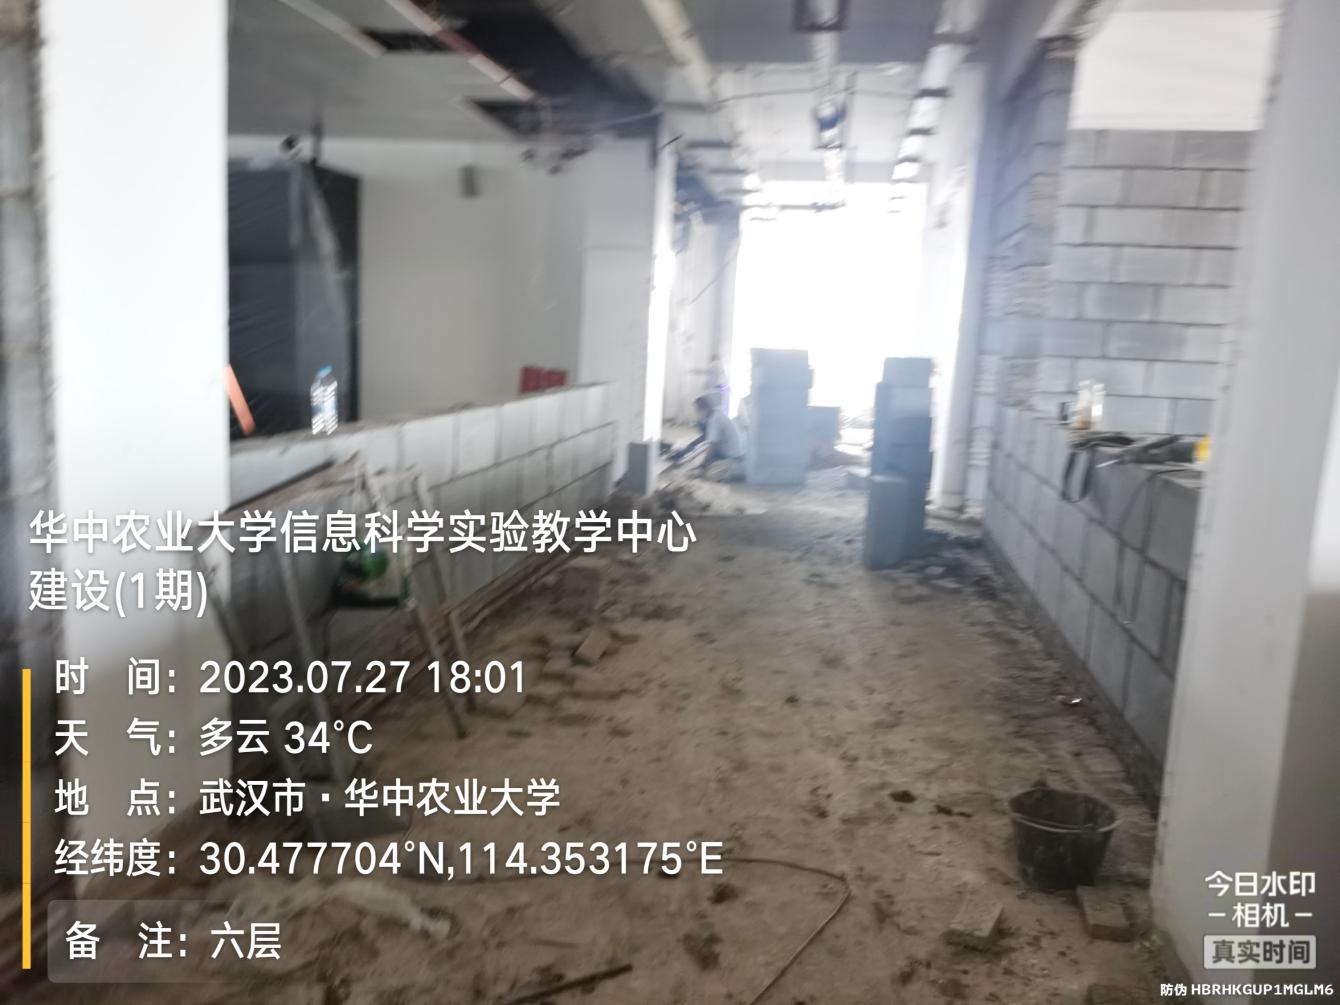 华中农业大学信息科学实验教学中心
建设(1期)
时 间：2023.07.27 18:01
天 气：多云 34°C
地 点：武汉市·华中农业大学
经纬度：30.477704°N,114.353175°E
备 注：六层
今日水印
-相机-
真实时间
防伪 HBRHKGUP1MGLM6